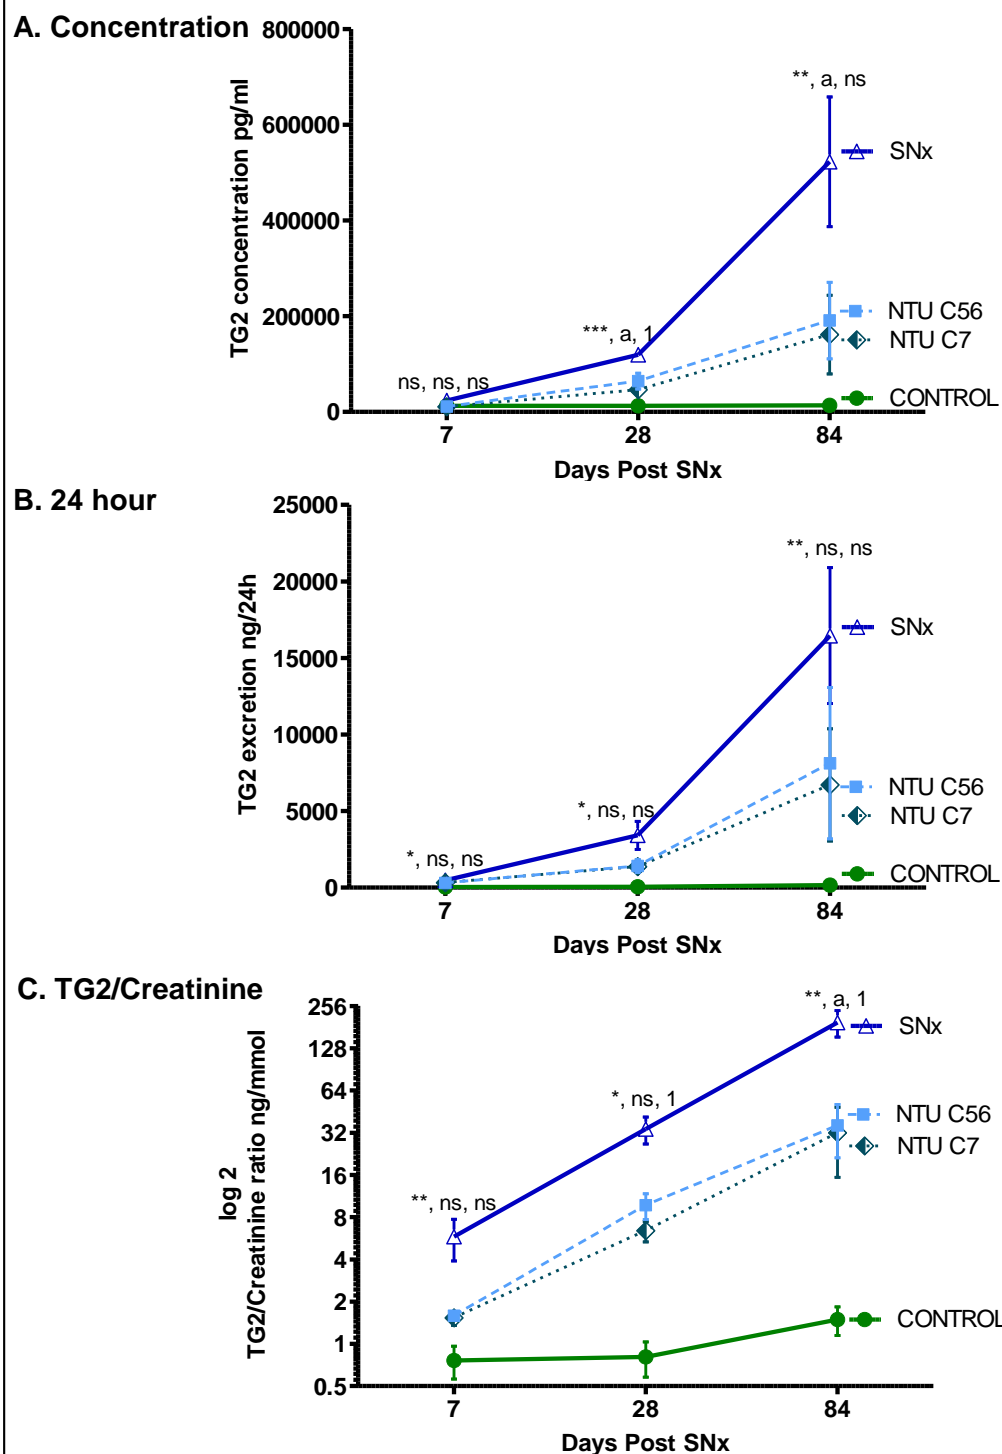 A. Concentration
TG2 concentration pg/ml
800000
600000
400000
200000
0
**, a, ns
***, a, 1
ns, ns, ns
SNx
NTU C56
NTU C7
CONTROL
7 28 84
Days Post SNx
B. 24 hour
TG2 excretion ng/24h
25000
20000
15000
10000
5000
0
**, ns, ns
*, ns, ns
*, ns, ns
SNx
NTU C56
NTU C7
CONTROL
7 28 84
Days Post SNx
C. TG2/Creatinine
log 2
TG2/Creatinine ratio ng/mmol
256
128
64
32
16
8
4
2
1
0.5
**, a, 1
*, ns, 1
**, ns, ns
SNx
NTU C56
NTU C7
CONTROL
7 28 84
Days Post SNx